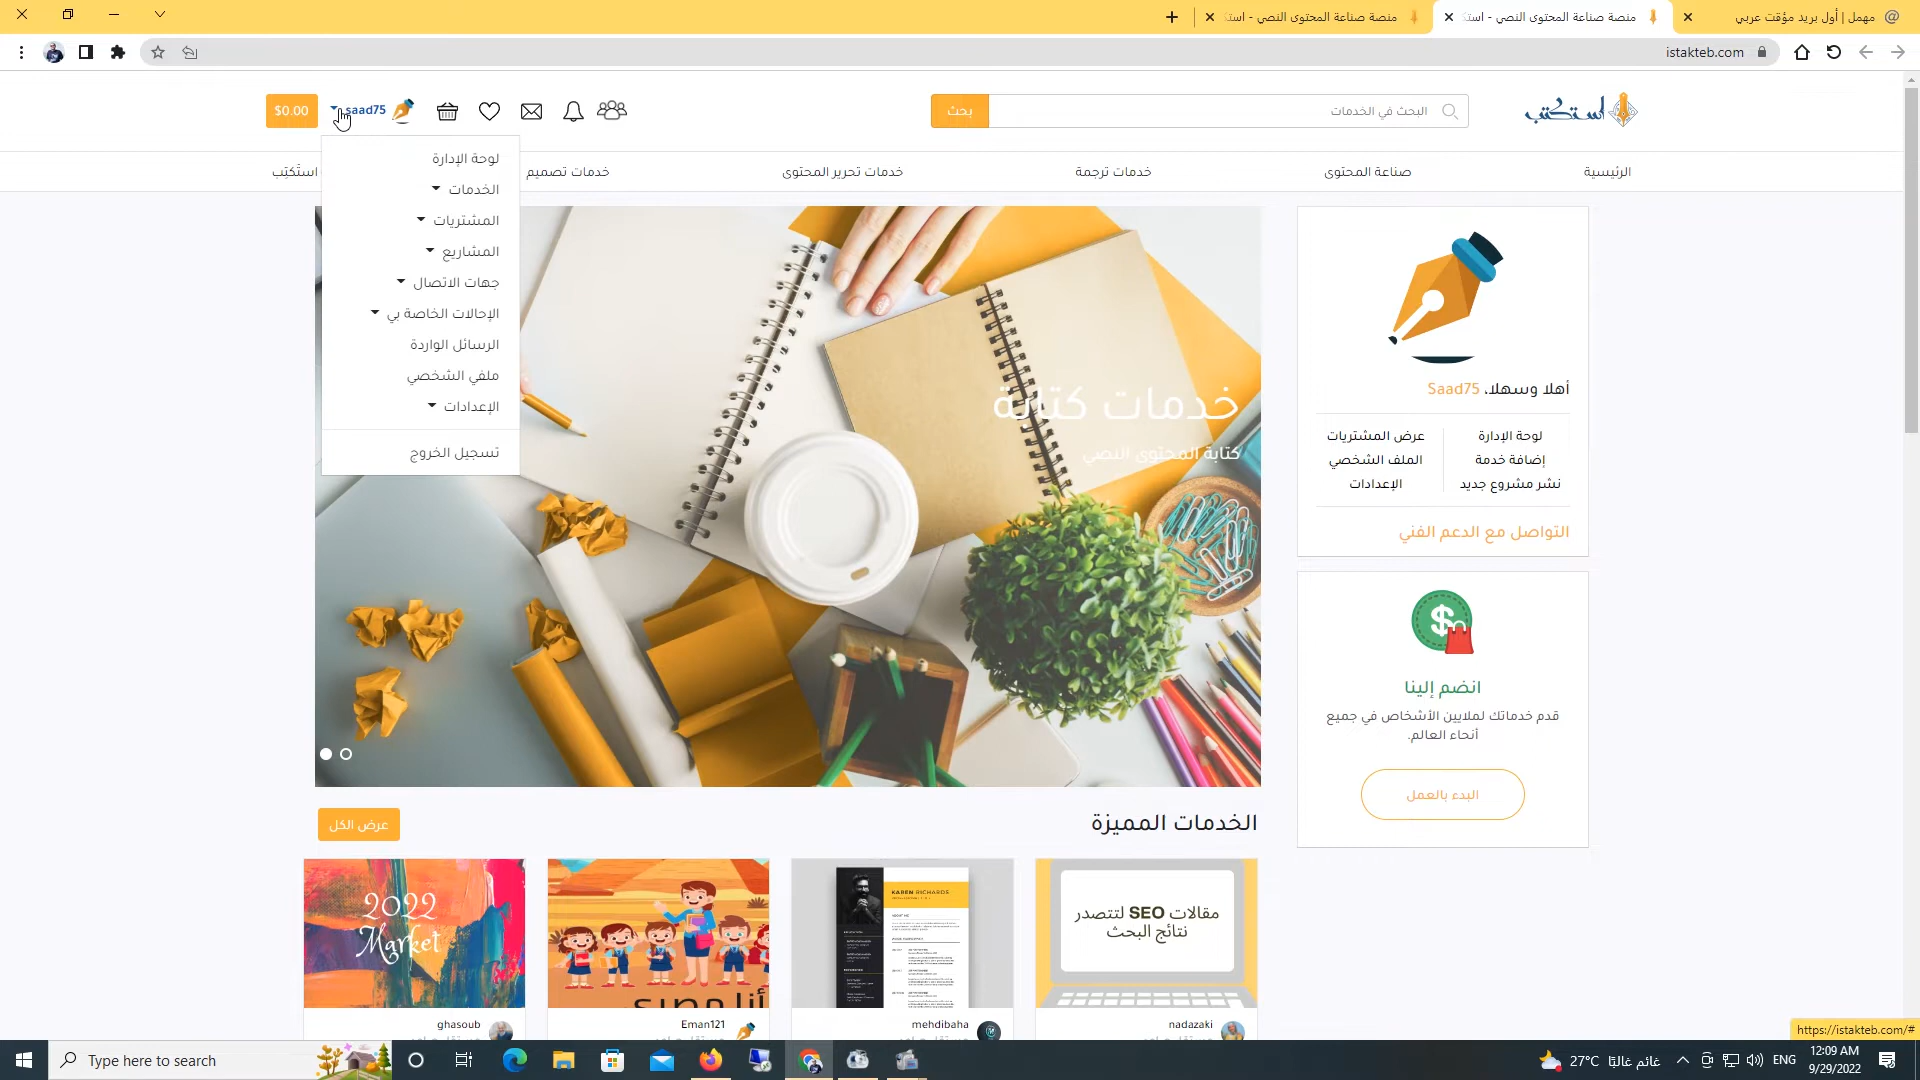 مهمل | أول بريد مؤقت عربي
منصة صناعة المحتوى النصي - استك
منصة صناعة المحتوى النصي - استك
istakteb.com
استكتب
البحث في الخدمات
بحث
saad75
$0.00
الرئيسية
صناعة المحتوى
خدمات ترجمة
خدمات تحرير المحتوى
خدمات تصميم
استَكتِب
لوحة الإدارة
الخدمات
المشتريات
المشاريع
جهات الاتصال
الإحالات الخاصة بي
الرسائل الواردة
ملفي الشخصي
الإعدادات
تسجيل الخروج
خدمات كتابة
كتابة المحتوى النصي
أهلا وسهلا، Saad75
لوحة الإدارة
عرض المشتريات
إضافة خدمة
الملف الشخصي
نشر مشروع جديد
الإعدادات
التواصل مع الدعم الفني
انضم إلينا
قدم خدماتك لملايين الأشخاص في جميع
أنحاء العالم.
البدء بالعمل
الخدمات المميزة
عرض الكل
مقالات SEO لتتصدر
نتائج البحث
KAREN RICHARDS
2022
Market
nadazaki
mehdibaha
Eman121
ghasoub
https://istakteb.com/#
Type here to search
27°C غائم غالبًا
ENG
12:09 AM
9/29/2022